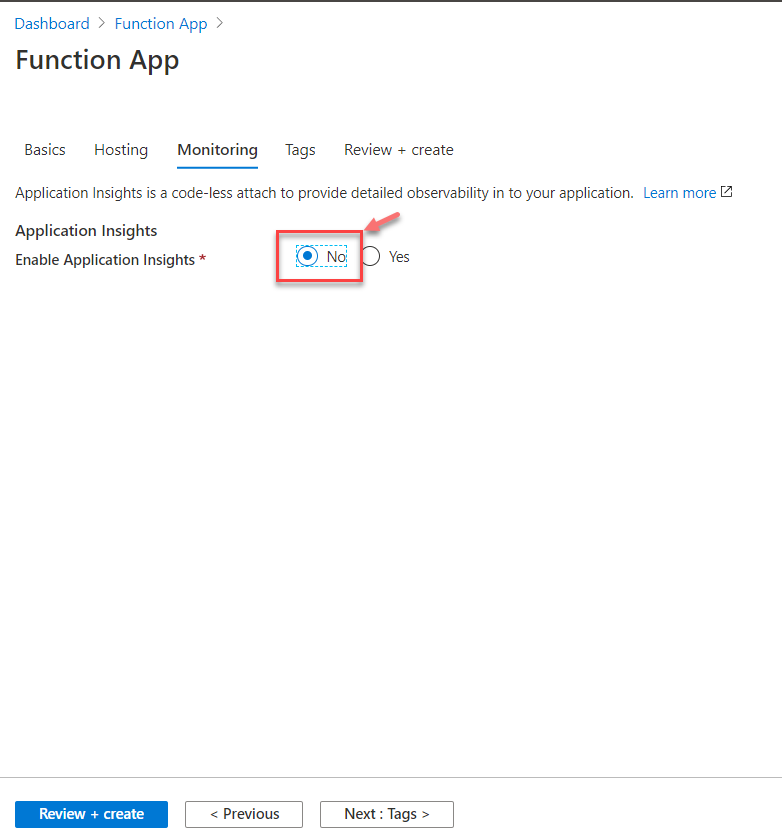 Dashboard > Function App >
Function App
Basics Hosting Monitoring Tags Review + create
Application Insights is a code-less attach to provide detailed observability in to your application. Learn more
Application Insights
Enable Application Insights * No Yes
Review + create < Previous Next : Tags >